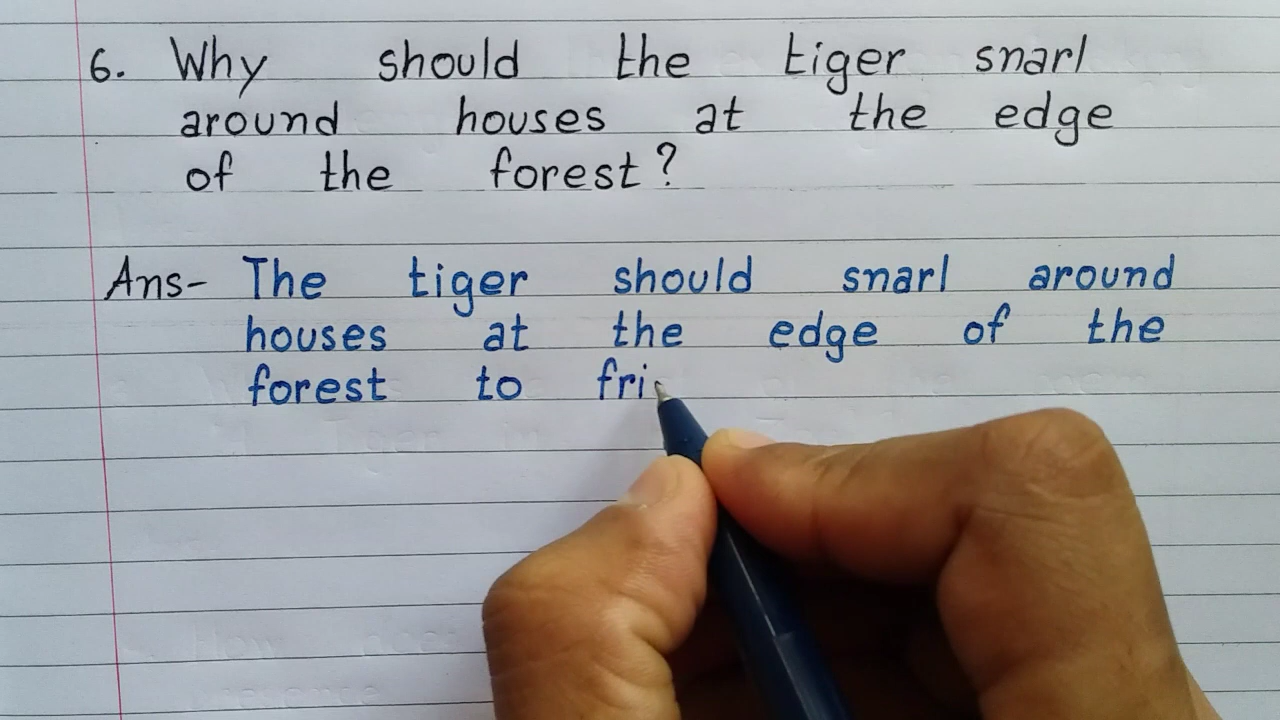 6. Why should the tiger snarl
around houses at the edge
of the forest?
Ans- The tiger should snarl around
houses at the edge of the
forest to fri